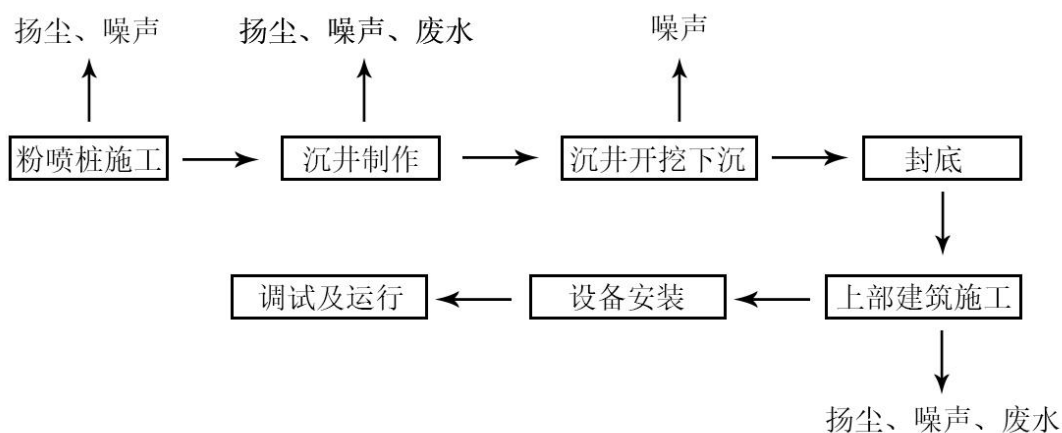 扬尘、噪声
扬尘、噪声、废水
噪声
粉喷桩施工
沉井制作
沉井开挖下沉
封底
调试及运行
设备安装
上部建筑施工
扬尘、噪声、废水